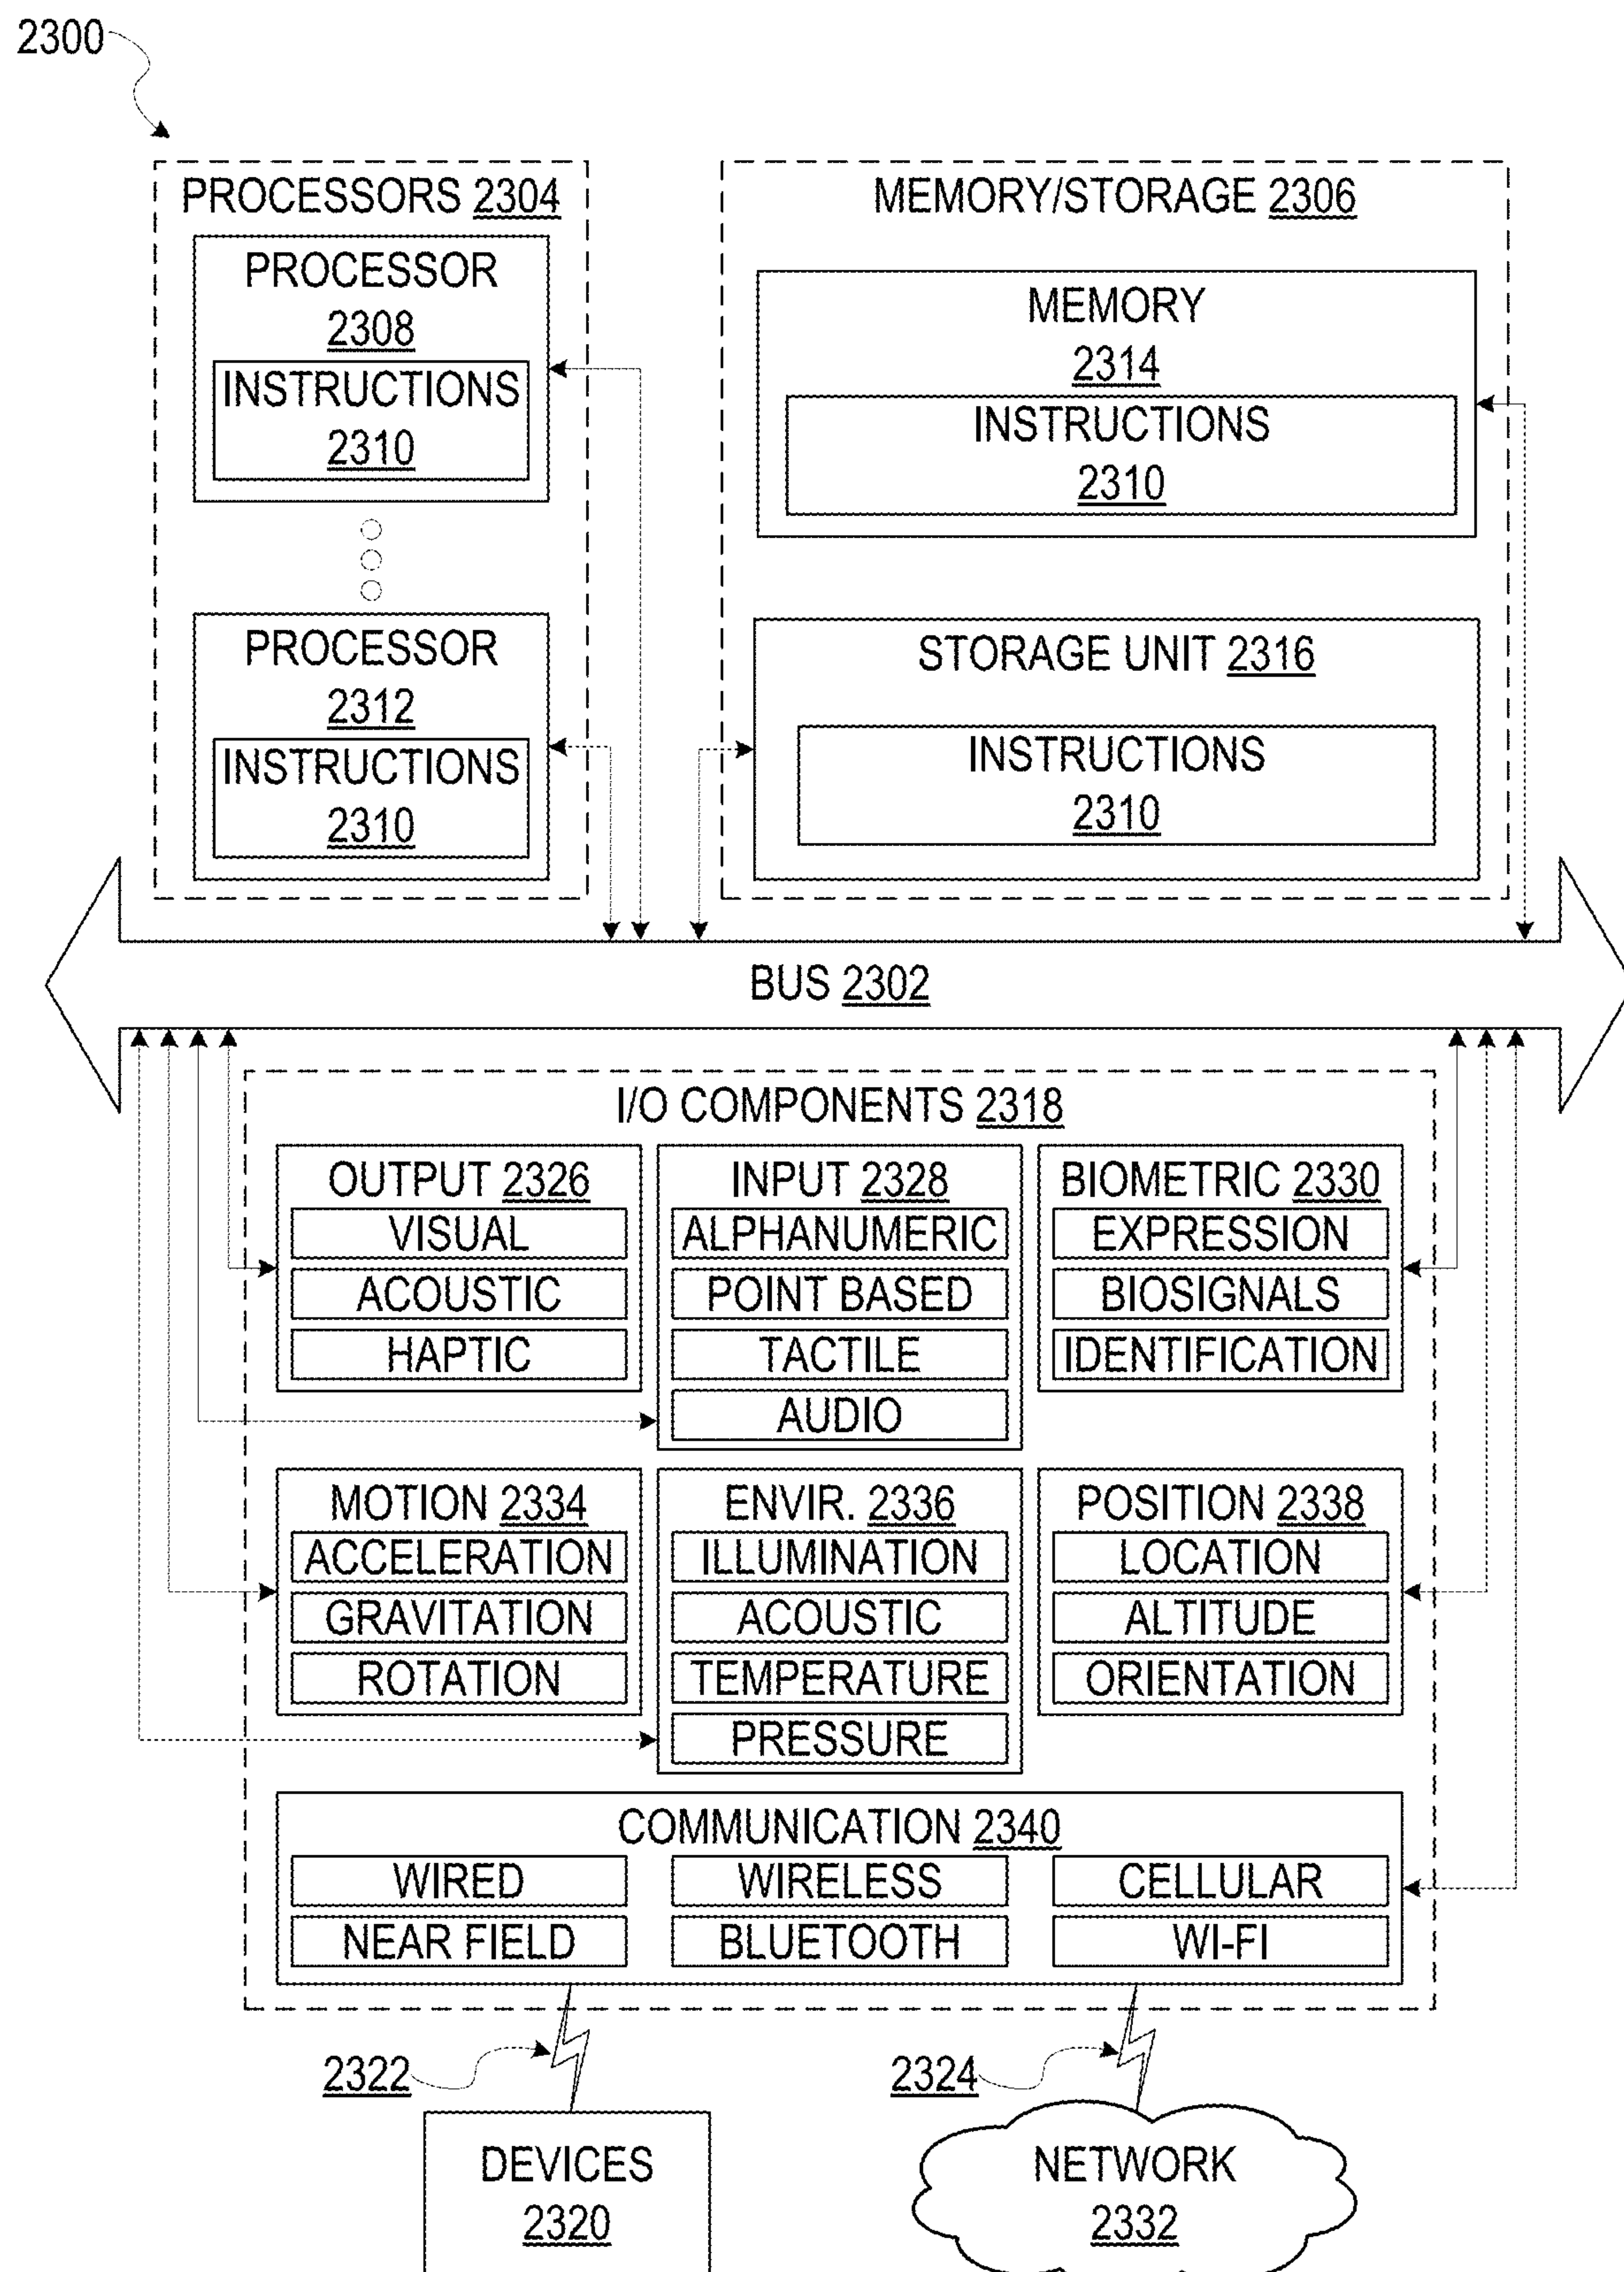 2300
PROCESSORS 2304
PROCESSOR
2308
INSTRUCTIONS
2310
PROCESSOR
2312
INSTRUCTIONS
2310
MEMORY/STORAGE 2306
MEMORY
2314
INSTRUCTIONS
2310
STORAGE UNIT 2316
INSTRUCTIONS
2310
BUS 2302
I/O COMPONENTS 2318
OUTPUT 2326
VISUAL
ACOUSTIC
HAPTIC
INPUT 2328
ALPHANUMERIC
POINT BASED
TACTILE
AUDIO
BIOMETRIC 2330
EXPRESSION
BIOSIGNALS
IDENTIFICATION
MOTION 2334
ACCELERATION
GRAVITATION
ROTATION
ENVIR. 2336
ILLUMINATION
ACOUSTIC
TEMPERATURE
PRESSURE
POSITION 2338
LOCATION
ALTITUDE
ORIENTATION
COMMUNICATION 2340
WIRED
WIRELESS
CELLULAR
NEAR FIELD
BLUETOOTH
WI-FI
2322
2324
DEVICES
2320
NETWORK
2332